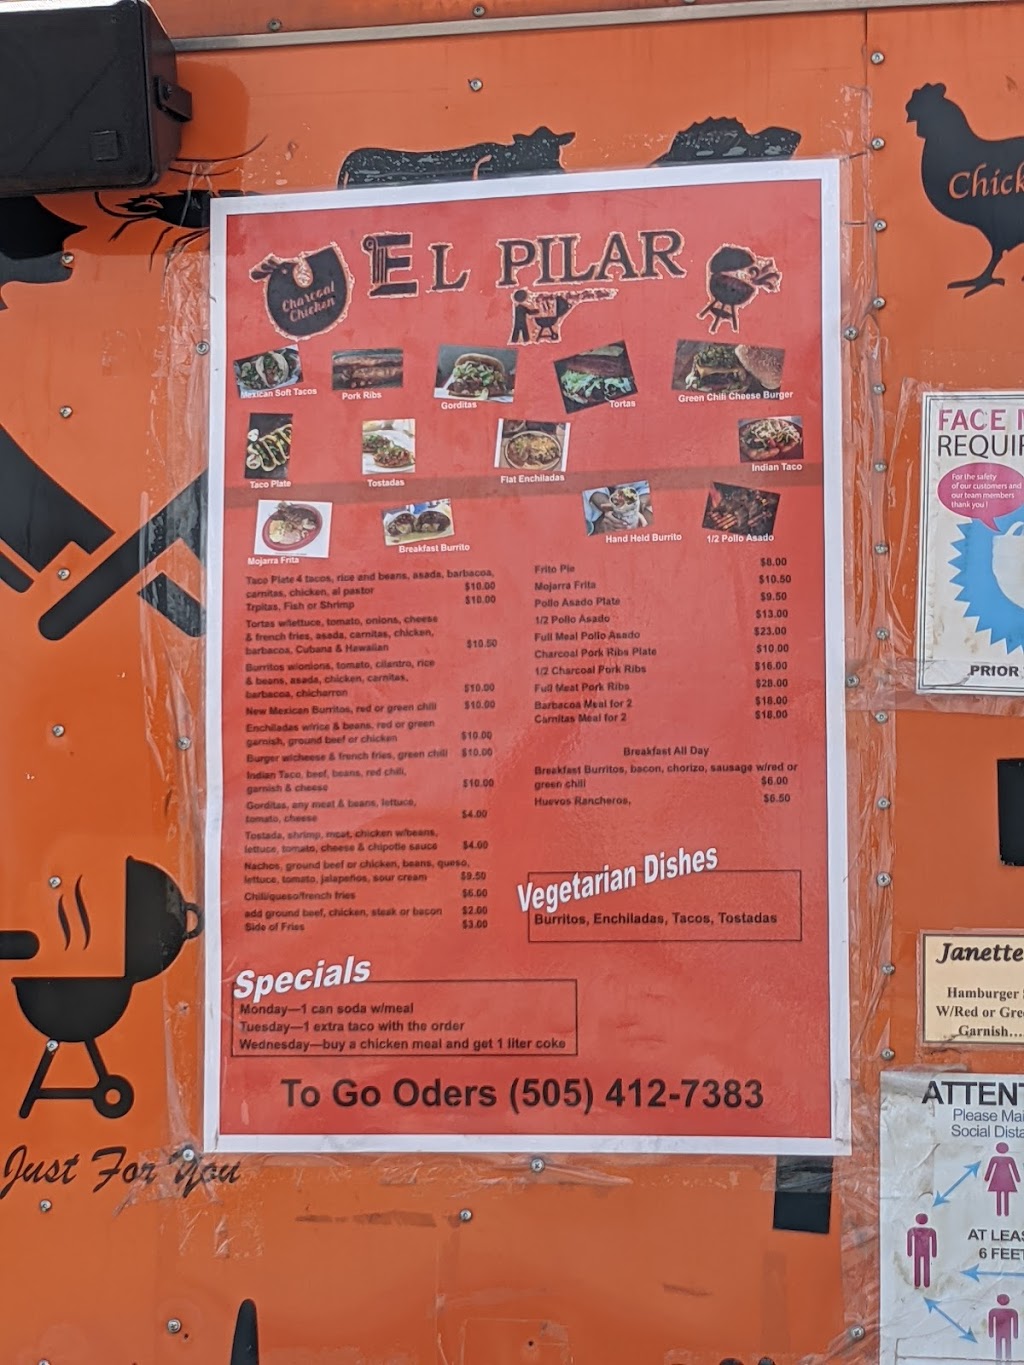 Chick
EL PILAR
Charcoal
Chicken
Mexican Soft Tacos
Pork Ribs
Gorditas
Tortas
Green Chili Cheese Burger
Taco Plate
Tostadas
Flat Enchiladas
Indian Taco
Mojarra Frita
Breakfast Burrito
Hand Held Burrito
1/2 Pollo Asado
Taco Plate 4 tacos, rice and beans, asada, barbacoa,
carnitas, chicken, al pastor $10.00
Trpitas, Fish or Shrimp $10.00
Tortas w/lettuce, tomato, onions, cheese
& french fries, asada, carnitas, chicken,
barbacoa, Cubana & Hawaiian $10.50
Burritos w/onions, tomato, cilantro, rice
& beans, asada, chicken, carnitas,
barbacoa, chicharron $10.00
New Mexican Burritos, red or green chili $10.00
Enchiladas w/rice & beans, red or green
garnish, ground beef or chicken $10.00
Burger w/cheese & french fries, green chili $10.00
Indian Taco, beef, beans, red chili,
garnish & cheese $10.00
Gorditas, any meat & beans, lettuce,
tomato, cheese $4.00
Tostada, shrimp, meat, chicken w/beans,
lettuce, tomato, cheese & chipotle sauce $4.00
Nachos, ground beef or chicken, beans, queso,
lettuce, tomato, jalapeños, sour cream $9.50
Chili/queso/french fries $6.00
add ground beef, chicken, steak or bacon $2.00
Side of Fries $3.00
Frito Pie $8.00
Mojarra Frita $10.50
Pollo Asado Plate $9.50
1/2 Pollo Asado $13.00
Full Meal Pollo Asado $23.00
Charcoal Pork Ribs Plate $10.00
1/2 Charcoal Pork Ribs $16.00
Full Meat Pork Ribs $28.00
Barbacoa Meal for 2 $18.00
Carnitas Meal for 2 $18.00
Breakfast All Day
Breakfast Burritos, bacon, chorizo, sausage w/red or
green chili $6.00
Huevos Rancheros, $6.50
Vegetarian Dishes
Burritos, Enchiladas, Tacos, Tostadas
Specials
Monday—1 can soda w/meal
Tuesday—1 extra taco with the order
Wednesday—buy a chicken meal and get 1 liter coke
To Go Oders (505) 412-7383
Just For You
FACE
REQUIR
For the safety
of our customers and
our team members
thank you !
PRIOR
Janette
Hamburger
W/Red or Gre
Garnish...
ATTENT
Please Mai
Social Dista
AT LEAS
6 FEET